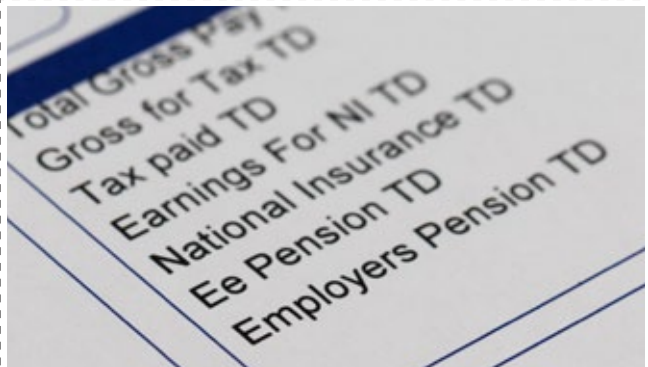 Total Gross Pay
Gross for Tax TD
Tax paid TD
Earnings For NI TD
National Insurance TD
Ee Pension TD
Employers Pension TD